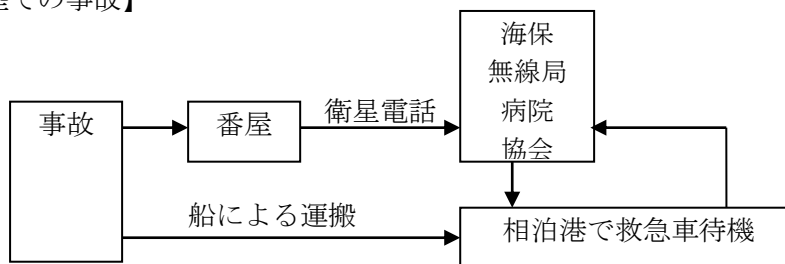 での事故】
海保
無線局
病院
協会
事故
番屋
衛星電話
船による運搬
相泊港で救急車待機